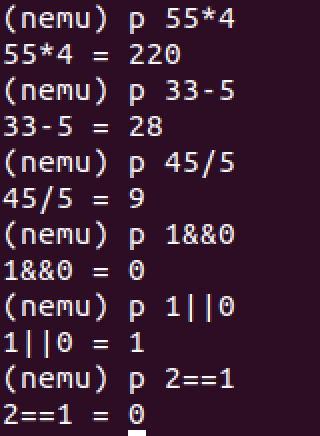 (nemu) p 55*4
55*4 = 220
(nemu) p 33-5
33-5 = 28
(nemu) p 45/5
45/5 = 9
(nemu) p 1&&0
1&&0 = 0
(nemu) p 1||0
1||0 = 1
(nemu) p 2==1
2==1 = 0